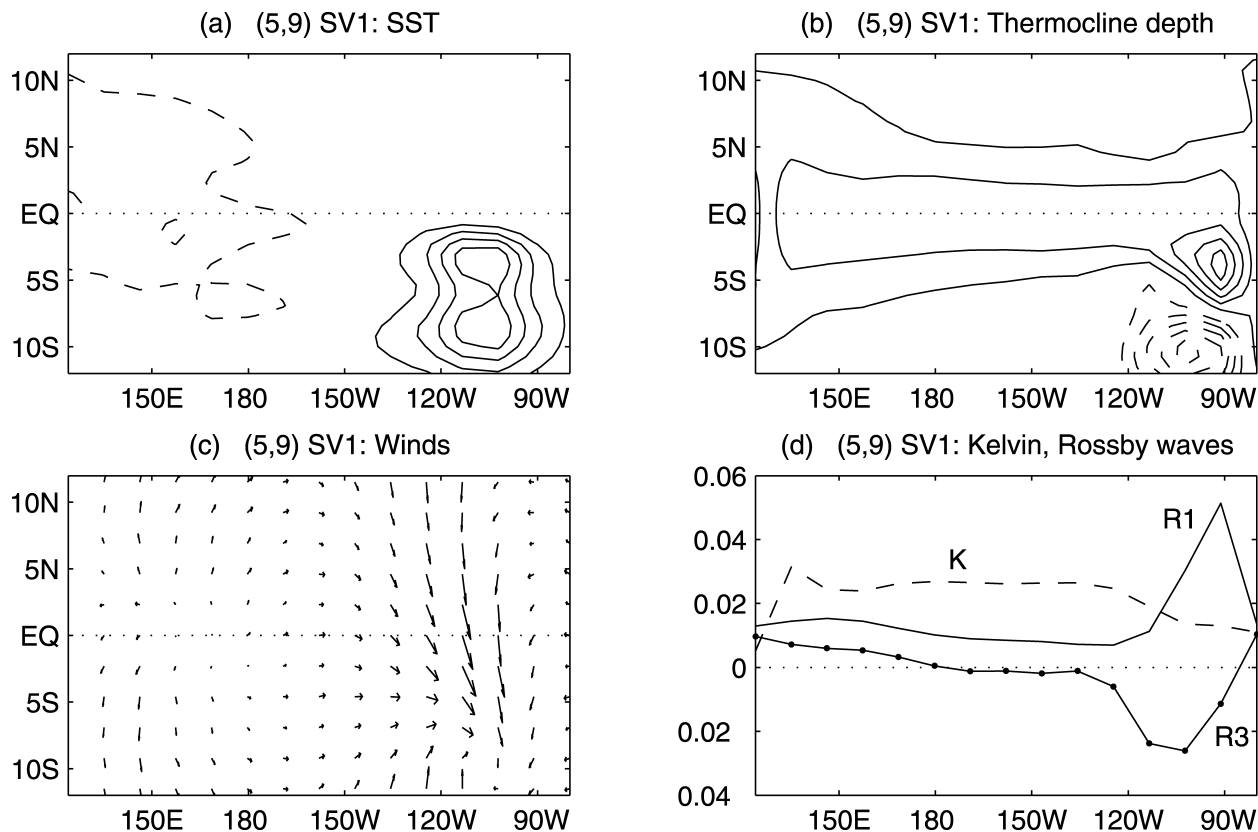 (a) (5,9) SV1: SST
10N
5N
EQ
5S
10S
150E 180 150W 120W 90W
(b) (5,9) SV1: Thermocline depth
10N
5N
EQ
5S
10S
150E 180 150W 120W 90W
(c) (5,9) SV1: Winds
10N
5N
EQ
5S
10S
150E 180 150W 120W 90W
(d) (5,9) SV1: Kelvin, Rossby waves
0.06
0.04
0.02
0
0.02
0.04
R1
K
R3
150E 180 150W 120W 90W